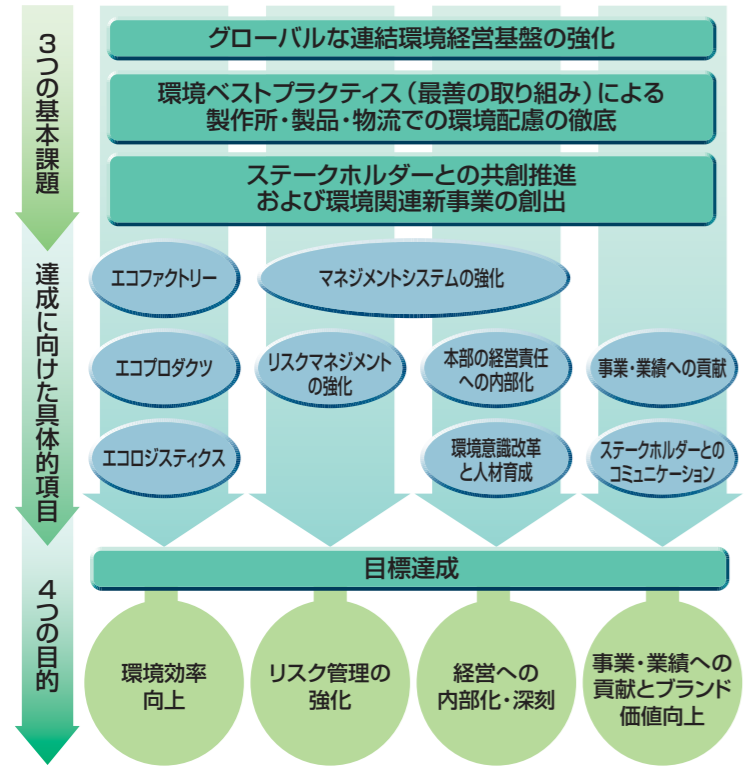 3つの基本課題
グローバルな連結環境経営基盤の強化
環境ベストプラクティス(最善の取り組み)による
製作所・製品・物流での環境配慮の徹底
ステークホルダーとの共創推進
および環境関連新事業の創出
達成に向けた具体的項目
エコファクトリー
マネジメントシステムの強化
エコプロダクツ
リスクマネジメント
の強化
本部の経営責任
への内部化
事業・業績への貢献
エコロジスティクス
環境意識改革
と人材育成
ステークホルダーとの
コミュニケーション
4つの目的
目標達成
環境効率
向上
リスク管理の
強化
経営への
内部化・深刻
事業・業績への
貢献とブランド
価値向上